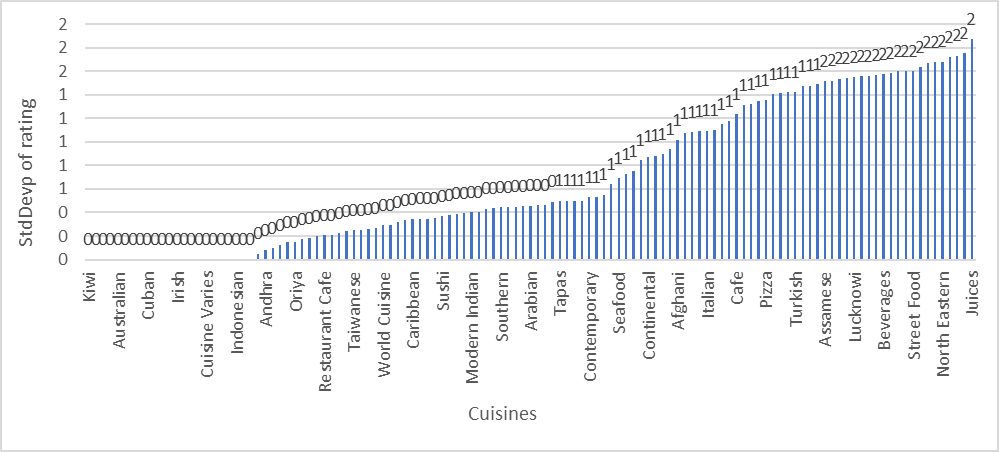 StdDevp of rating
2
2
2
1
1
1
1
1
0
0
0
Kiwi
Australian
Cuban
Irish
Cuisine Varies
Indonesian
Andhra
Oriya
Restaurant Cafe
Taiwanese
World Cuisine
Caribbean
Sushi
Modern Indian
Southern
Arabian
Tapas
Contemporary
Seafood
Continental
Afghani
Italian
Cafe
Pizza
Turkish
Assamese
Lucknowi
Beverages
Street Food
North Eastern
Juices
Cuisines